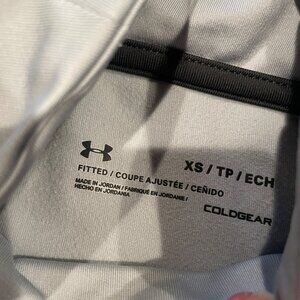 XS / TP / ECH
FITTED / COUPE AJUSTÉE / CEÑIDO
MADE IN JORDAN / FABRIQUÉ EN JORDANIE /
HECHO EN JORDANIA
COLDGEAR